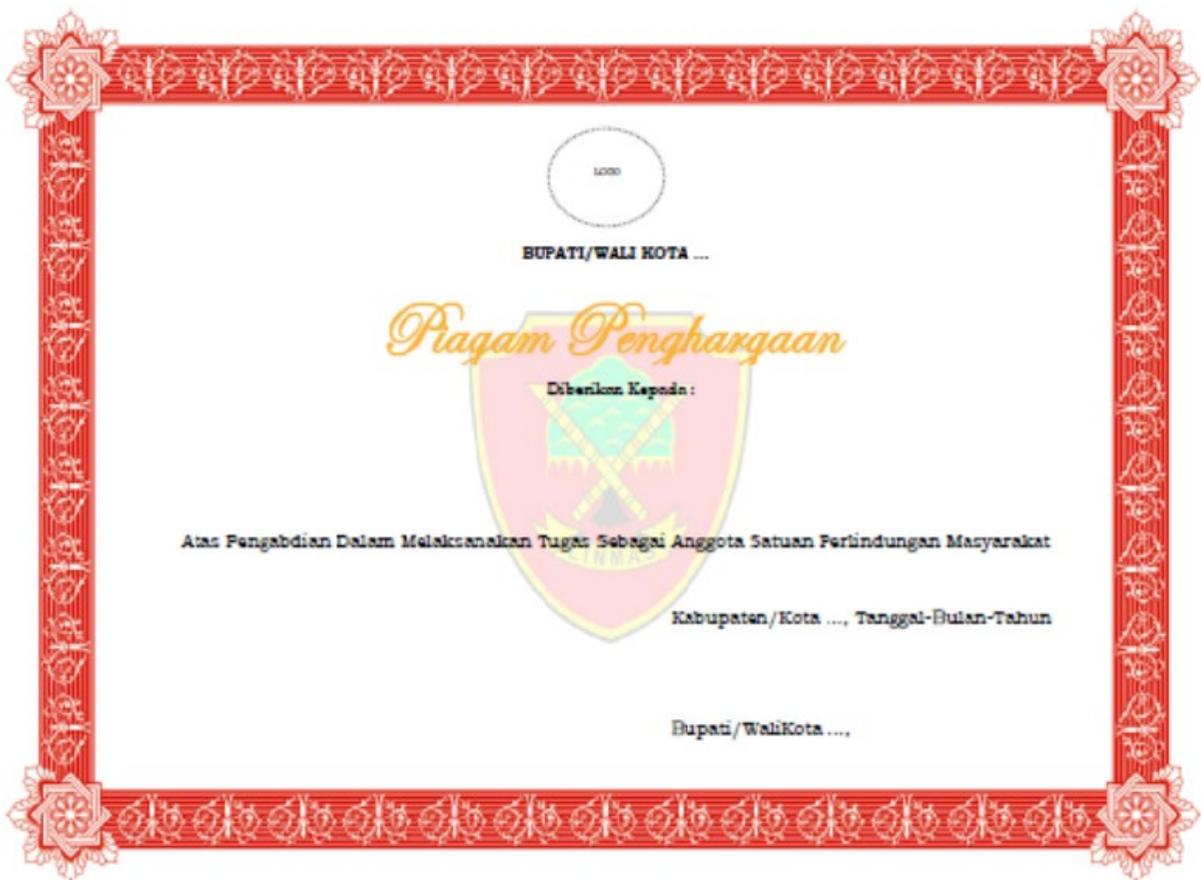 LOGO
BUPATI/WALI KOTA ...
Piagam Penghargaan
Diberikan Kepada :
Atas Pengabdian Dalam Melaksanakan Tugas Sebagai Anggota Satuan Perlindungan Masyarakat
LINMAS
Kabupaten/Kota ..., Tanggal-Bulan-Tahun
Bupati/WaliKota ...,